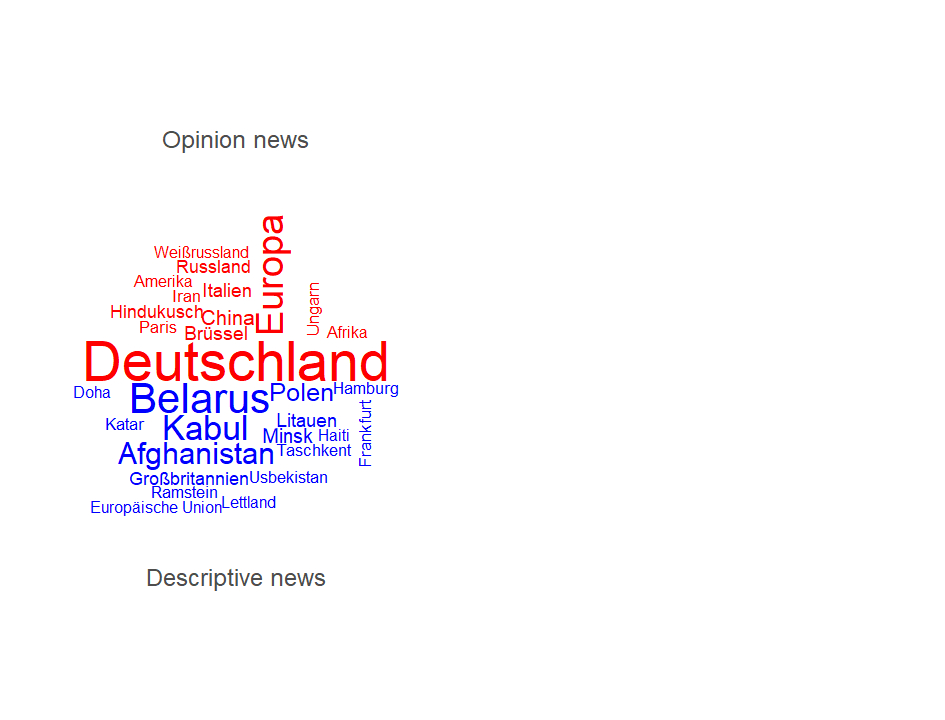 Opinion news
Europa
Weißrussland
Russland
Amerika
Italien
Iran
Ungarn
Hindukusch
China
Paris
Brüssel
Afrika
Deutschland
Doha
Belarus
Polen
Hamburg
Katar
Kabul
Litauen
Minsk
Haiti
Frankfurt
Afghanistan
Taschkent
Großbritannien
Usbekistan
Ramstein
Europäische Union
Lettland
Descriptive news